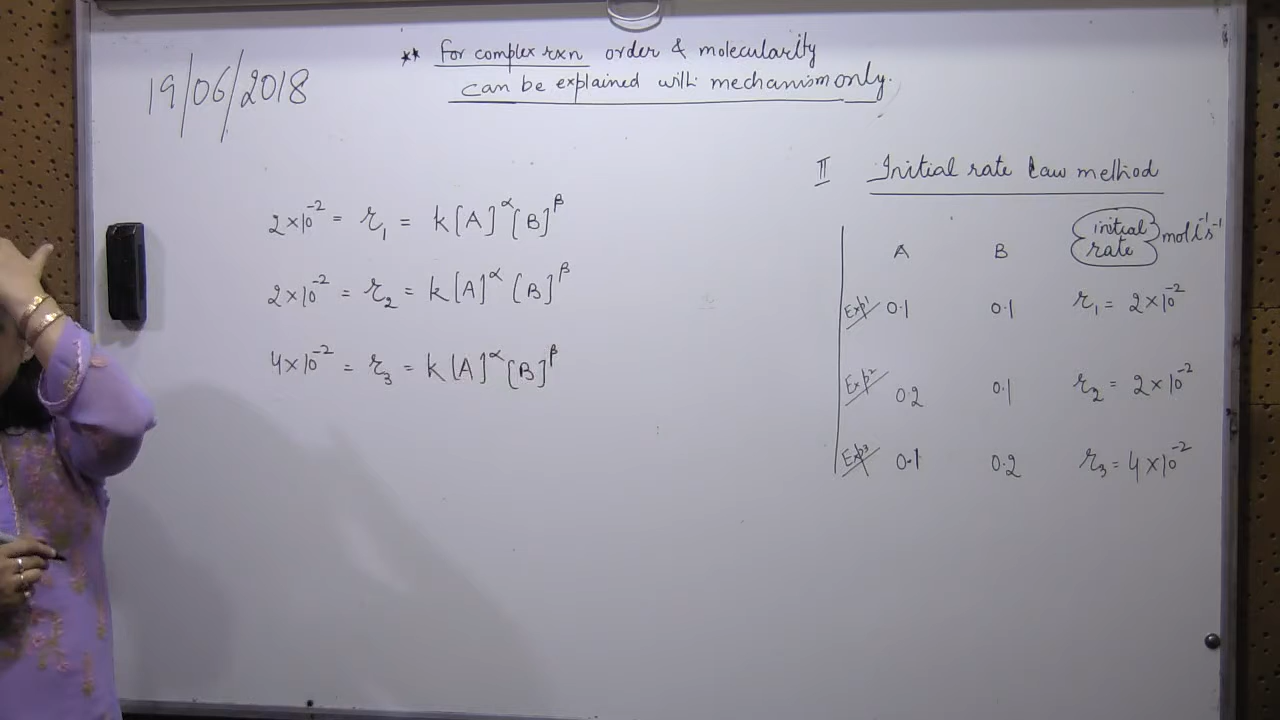 ** For complex rxn order & molecularity
can be explained with mechanism only.
19/06/2018
II Initial rate law method
2×10⁻² = r₁ = k[A]^α [B]^β
2×10⁻² = r₂ = k[A]^α [B]^β
4×10⁻² = r₃ = k[A]^α [B]^β
A B initial rate mol l⁻¹ s⁻¹
Exp¹ 0.1 0.1 r₁ = 2×10⁻²
Exp² 0.2 0.1 r₂ = 2×10⁻²
Exp³ 0.1 0.2 r₃ = 4×10⁻²